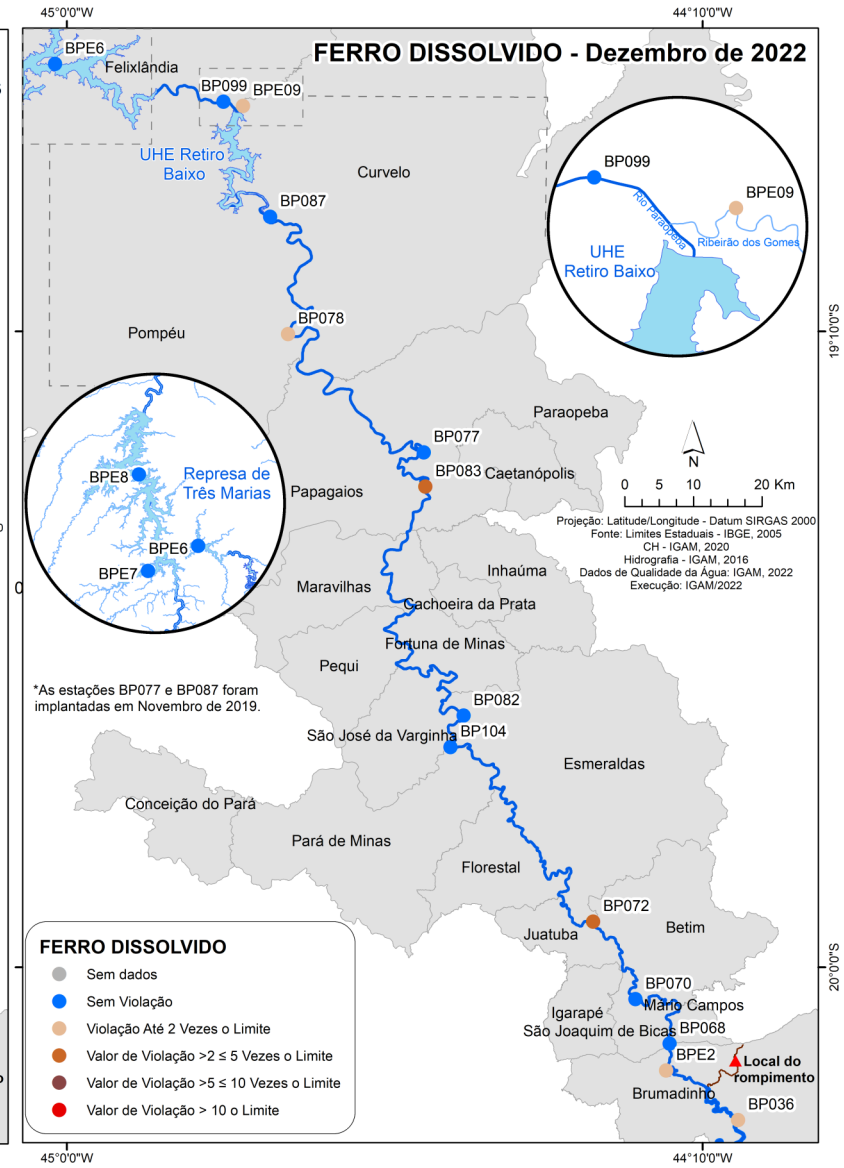 45°0'0"W
44°10'0"W
FERRO DISSOLVIDO - Dezembro de 2022
BPE6
Felixlândia
BP099
BPE09
UHE Retiro
Baixo
Curvelo
BP087
BP099
BPE09
Rio Paraopeba
Ribeirão dos Gomes
UHE
Retiro Baixo
BP078
Pompéu
19°10'0"S
Paraopeba
BP077
N
BP083
Caetanópolis
0 5 10 20 Km
BPE8
Represa de
Três Marias
Papagaios
BPE6
BPE7
Projeção: Latitude/Longitude - Datum SIRGAS 2000
Fonte: Limites Estaduais - IBGE, 2005
CH - IGAM, 2020
Hidrografia - IGAM, 2016
Dados de Qualidade da Água: IGAM, 2022
Execução: IGAM/2022
Inhaúma
Maravilhas
Cachoeira da Prata
Fortuna de Minas
Pequi
*As estações BP077 e BP087 foram
implantadas em Novembro de 2019.
BP082
São José da Varginha
BP104
Esmeraldas
Conceição do Pará
Pará de Minas
Florestal
BP072
Juatuba
Betim
20°0'0"S
BP070
Mário Campos
Igarapé
São Joaquim de Bicas
BP068
BPE2
Local do
rompimento
Brumadinho
BP036
FERRO DISSOLVIDO
Sem dados
Sem Violação
Violação Até 2 Vezes o Limite
Valor de Violação >2 ≤ 5 Vezes o Limite
Valor de Violação >5 ≤ 10 Vezes o Limite
Valor de Violação > 10 o Limite
45°0'0"W
44°10'0"W